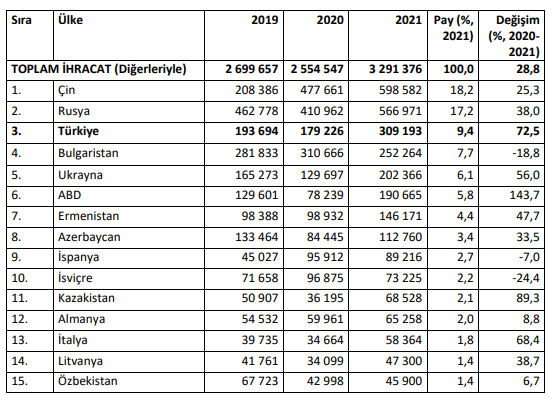 Sıra Ülke 2019 2020 2021 Pay (%, 2021) Değişim (%, 2020-2021)
TOPLAM İHRACAT (Diğerleriyle) 2 699 657 2 554 547 3 291 376 100,0 28,8
1. Çin 208 386 477 661 598 582 18,2 25,3
2. Rusya 462 778 410 962 566 971 17,2 38,0
3. Türkiye 193 694 179 226 309 193 9,4 72,5
4. Bulgaristan 281 833 310 666 252 264 7,7 -18,8
5. Ukrayna 165 273 129 697 202 366 6,1 56,0
6. ABD 129 601 78 239 190 665 5,8 143,7
7. Ermenistan 98 388 98 932 146 171 4,4 47,7
8. Azerbaycan 133 464 84 445 112 760 3,4 33,5
9. İspanya 45 027 95 912 89 216 2,7 -7,0
10. İsviçre 71 658 96 875 73 225 2,2 -24,4
11. Kazakistan 50 907 36 195 68 528 2,1 89,3
12. Almanya 54 532 59 961 65 258 2,0 8,8
13. İtalya 39 735 34 664 58 364 1,8 68,4
14. Litvanya 41 761 34 099 47 300 1,4 38,7
15. Özbekistan 67 723 42 998 45 900 1,4 6,7